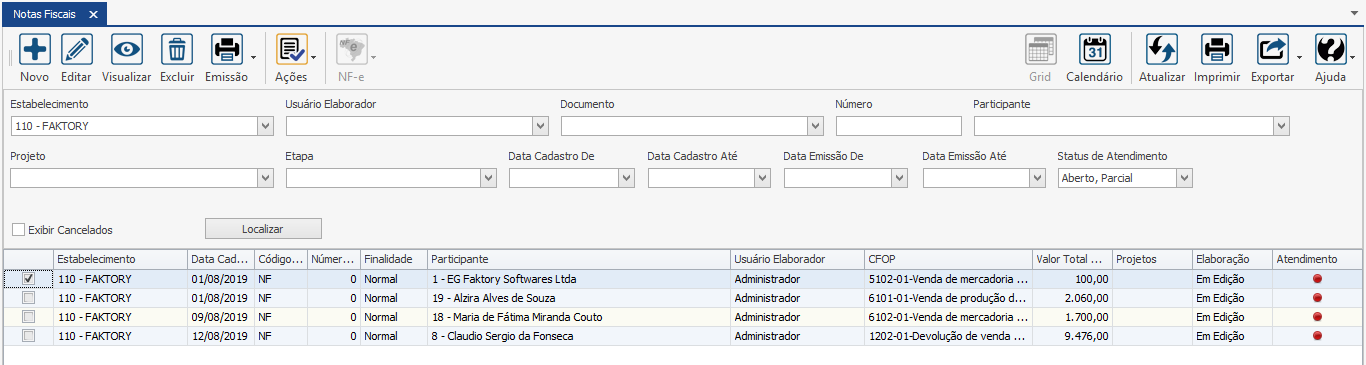 Notas Fiscais
Novo Editar Visualizar Excluir Emissão Ações NF-e Grid Calendário Atualizar Imprimir Exportar Ajuda
Estabelecimento Usuário Elaborador Documento Número Participante
110 - FAKTORY
Projeto Etapa Data Cadastro De Data Cadastro Até Data Emissão De Data Emissão Até Status de Atendimento
Aberto, Parcial
Exibir Cancelados Localizar
Estabelecimento Data Cad... Código... Númer... Finalidade Participante Usuário Elaborador CFOP Valor Total ... Projetos Elaboração Atendimento
110 - FAKTORY 01/08/2019 NF 0 Normal 1 - EG Faktory Softwares Ltda Administrador 5102-01-Venda de mercadoria ... 100,00 Em Edição
110 - FAKTORY 01/08/2019 NF 0 Normal 19 - Alzira Alves de Souza Administrador 6101-01-Venda de produção d... 2.060,00 Em Edição
110 - FAKTORY 09/08/2019 NF 0 Normal 18 - Maria de Fátima Miranda Couto Administrador 6102-01-Venda de mercadoria ... 1.700,00 Em Edição
110 - FAKTORY 12/08/2019 NF 0 Normal 8 - Claudio Sergio da Fonseca Administrador 1202-01-Devolução de venda ... 9.476,00 Em Edição